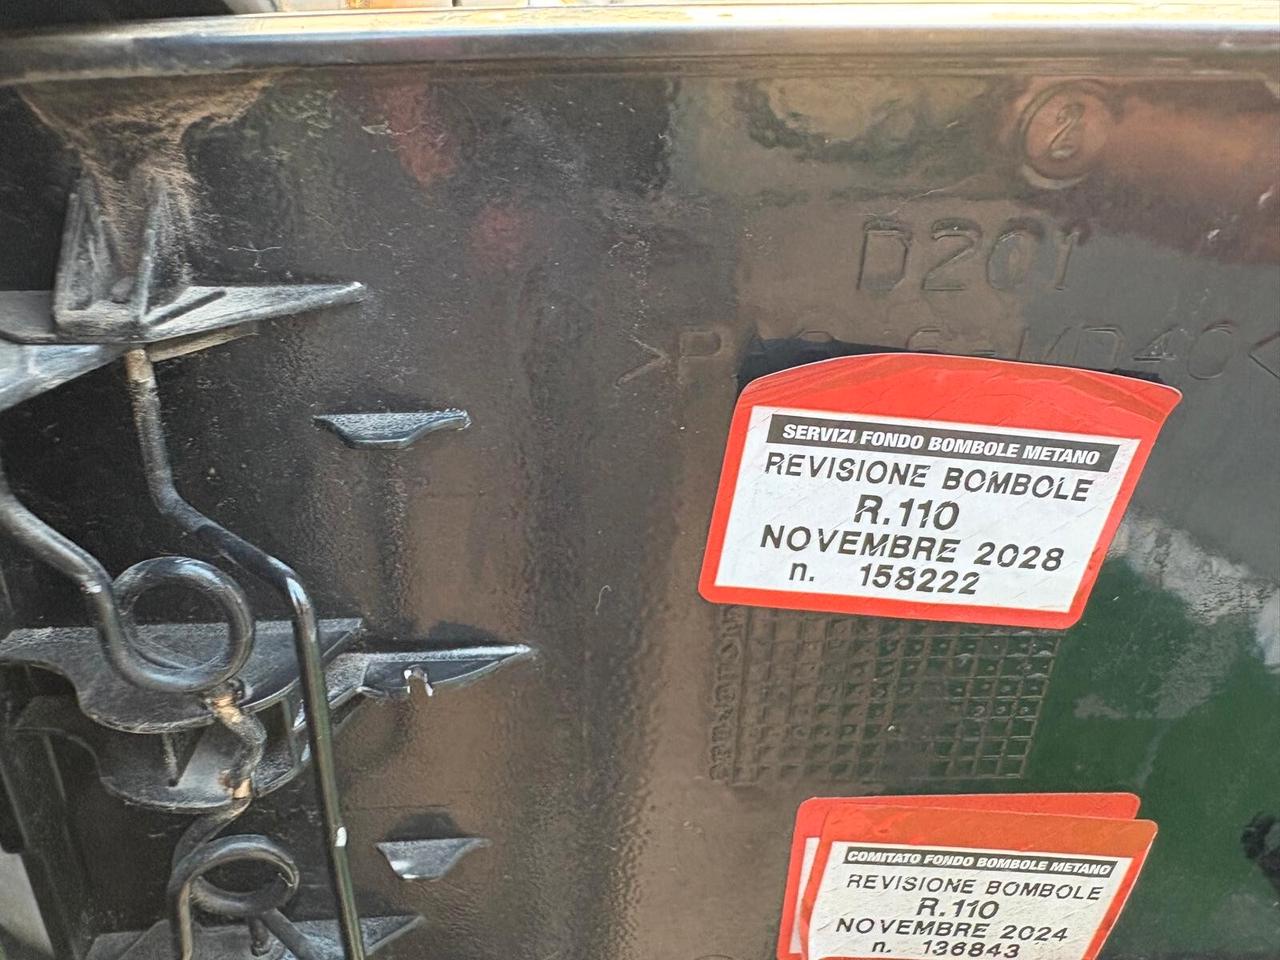 2
D201
SERVIZI FONDO BOMBOLE METANO
REVISIONE BOMBOLE
R.110
NOVEMBRE 2028
n. 158222
COMITATO FONDO BOMBOLE METANO
REVISIONE BOMBOLE
R.110
NOVEMBRE 2024
n. 136843